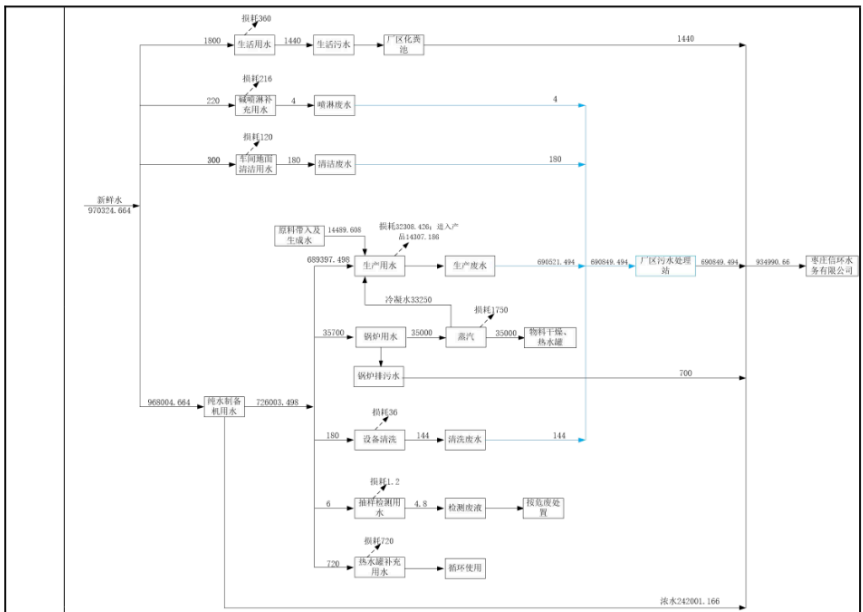 损耗360
1800
生活用水
1440
生活污水
厂区化粪
池
1440
损耗216
220
碱喷淋补
充用水
4
喷淋废水
4
损耗120
300
车间地面
清洁用水
180
清洁废水
180
新鲜水
970324.664
原料带入及
生成水
14489.608
损耗32308.426；进入产
品14307.186
689397.498
生产用水
生产废水
690521.494
690849.494
厂区污水处理
站
690849.494
934990.66
枣庄信环水
务有限公司
冷凝水33250
损耗1750
35700
锅炉用水
35000
蒸汽
35000
物料干燥、
热水罐
锅炉排污水
700
968004.664
纯水制备
机用水
726003.498
损耗36
180
设备清洗
144
清洗废水
144
损耗1.2
6
抽样检测用
水
4.8
检测废液
按危废处
置
损耗720
720
热水罐补充
用水
循环使用
浓水242001.166